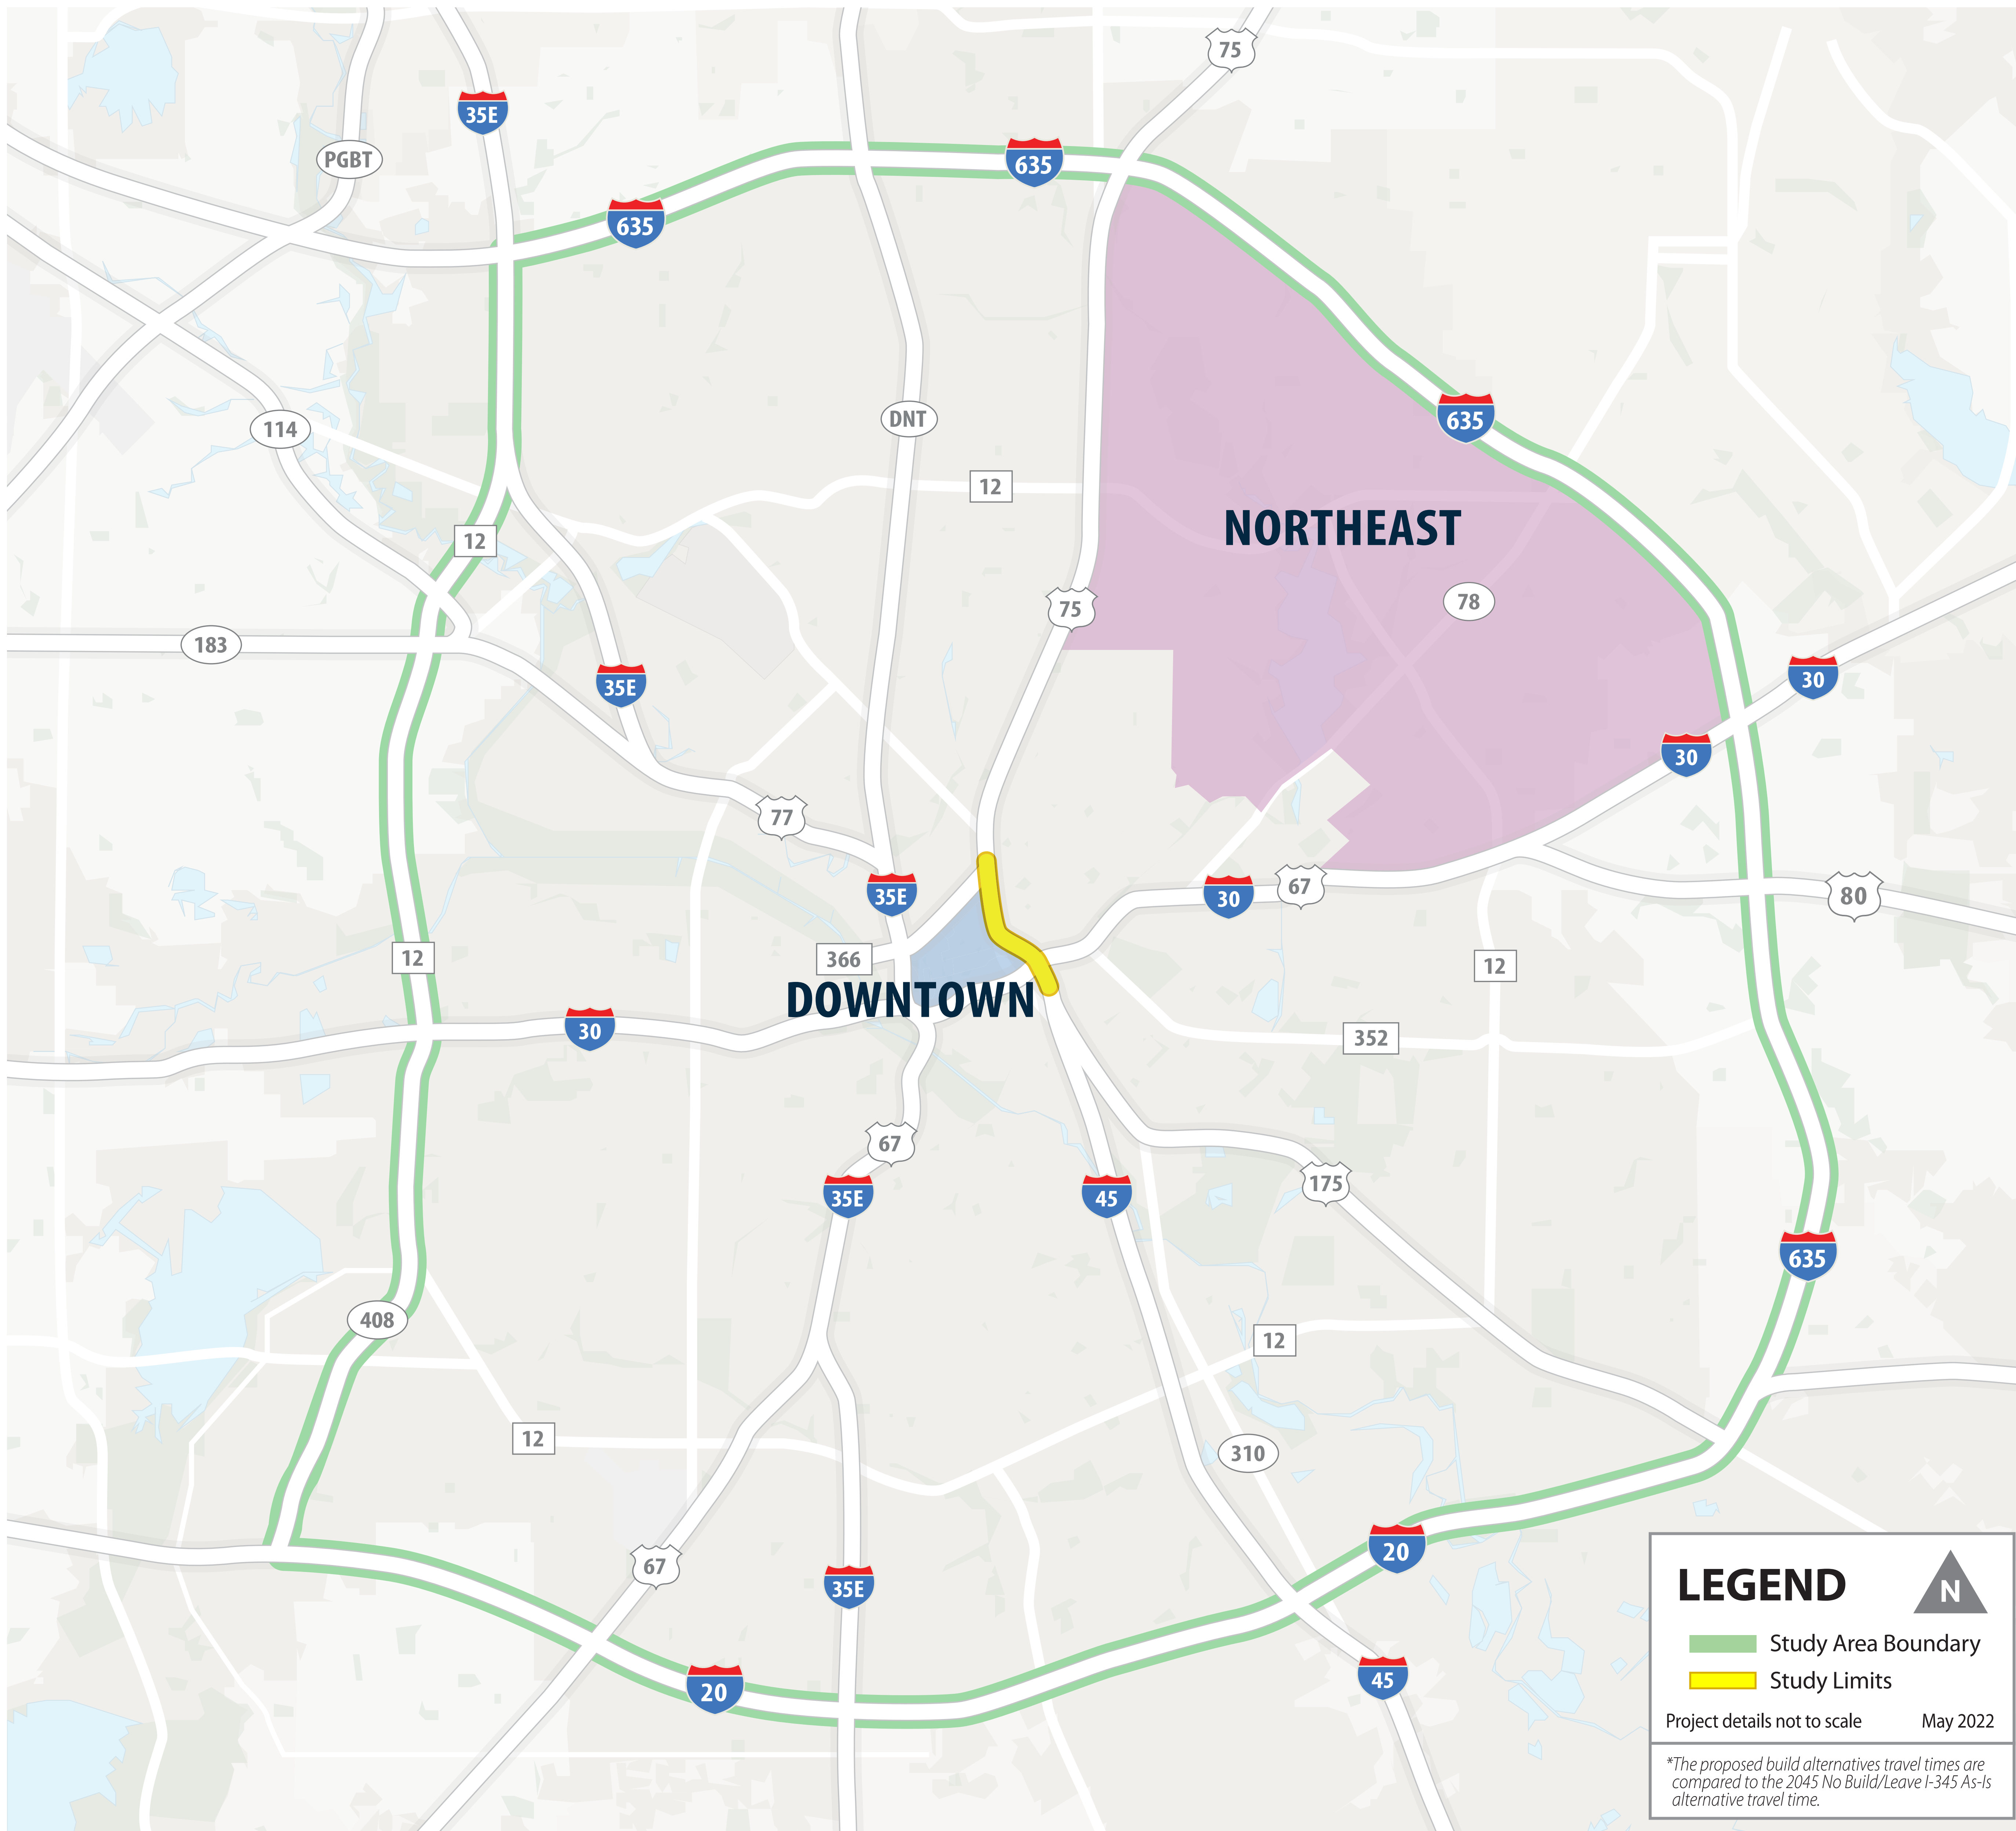 75
35E
PGBT
635
635
635
114
DNT
12
12
NORTHEAST
78
75
183
35E
30
30
77
35E
30
67
80
366
12
12
DOWNTOWN
30
352
67
35E
45
175
635
408
12
12
310
20
67
35E
20
45
LEGEND
N
Study Area Boundary
Study Limits
Project details not to scale May 2022
*The proposed build alternatives travel times are
compared to the 2045 No Build/Leave I-345 As-Is
alternative travel time.